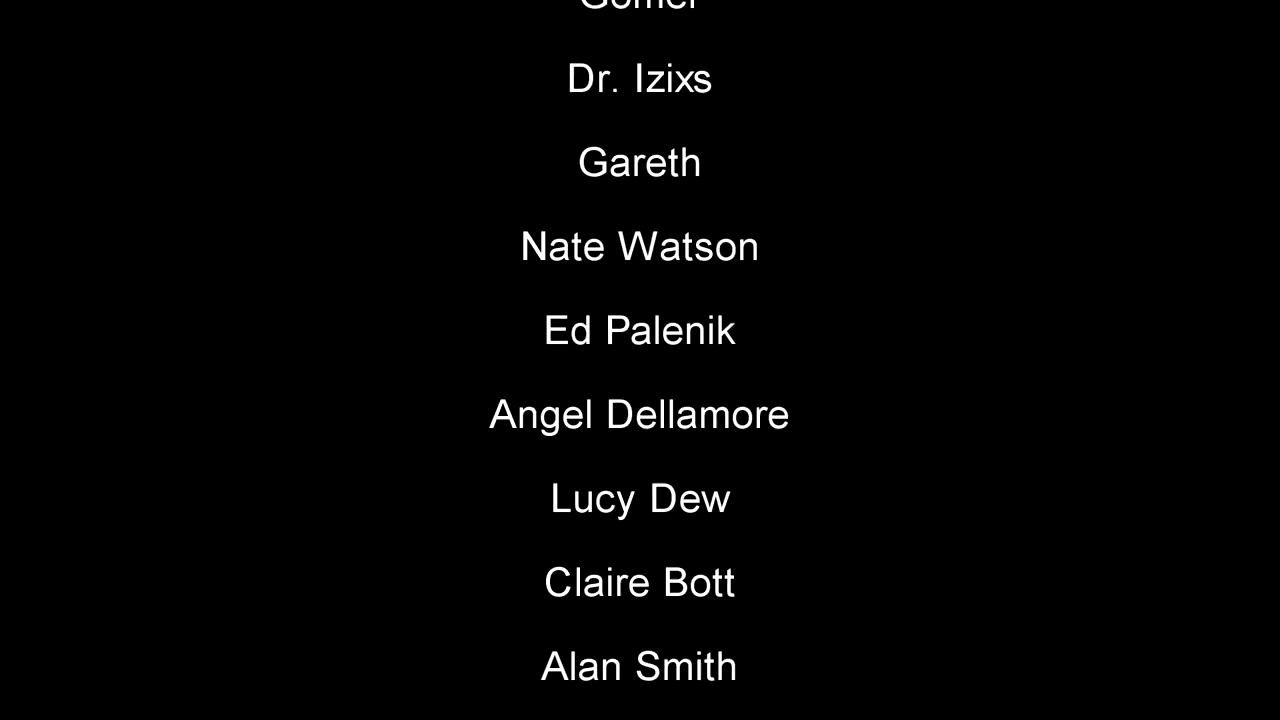 Dr. Izixs
Gareth
Nate Watson
Ed Palenik
Angel Dellamore
Lucy Dew
Claire Bott
Alan Smith